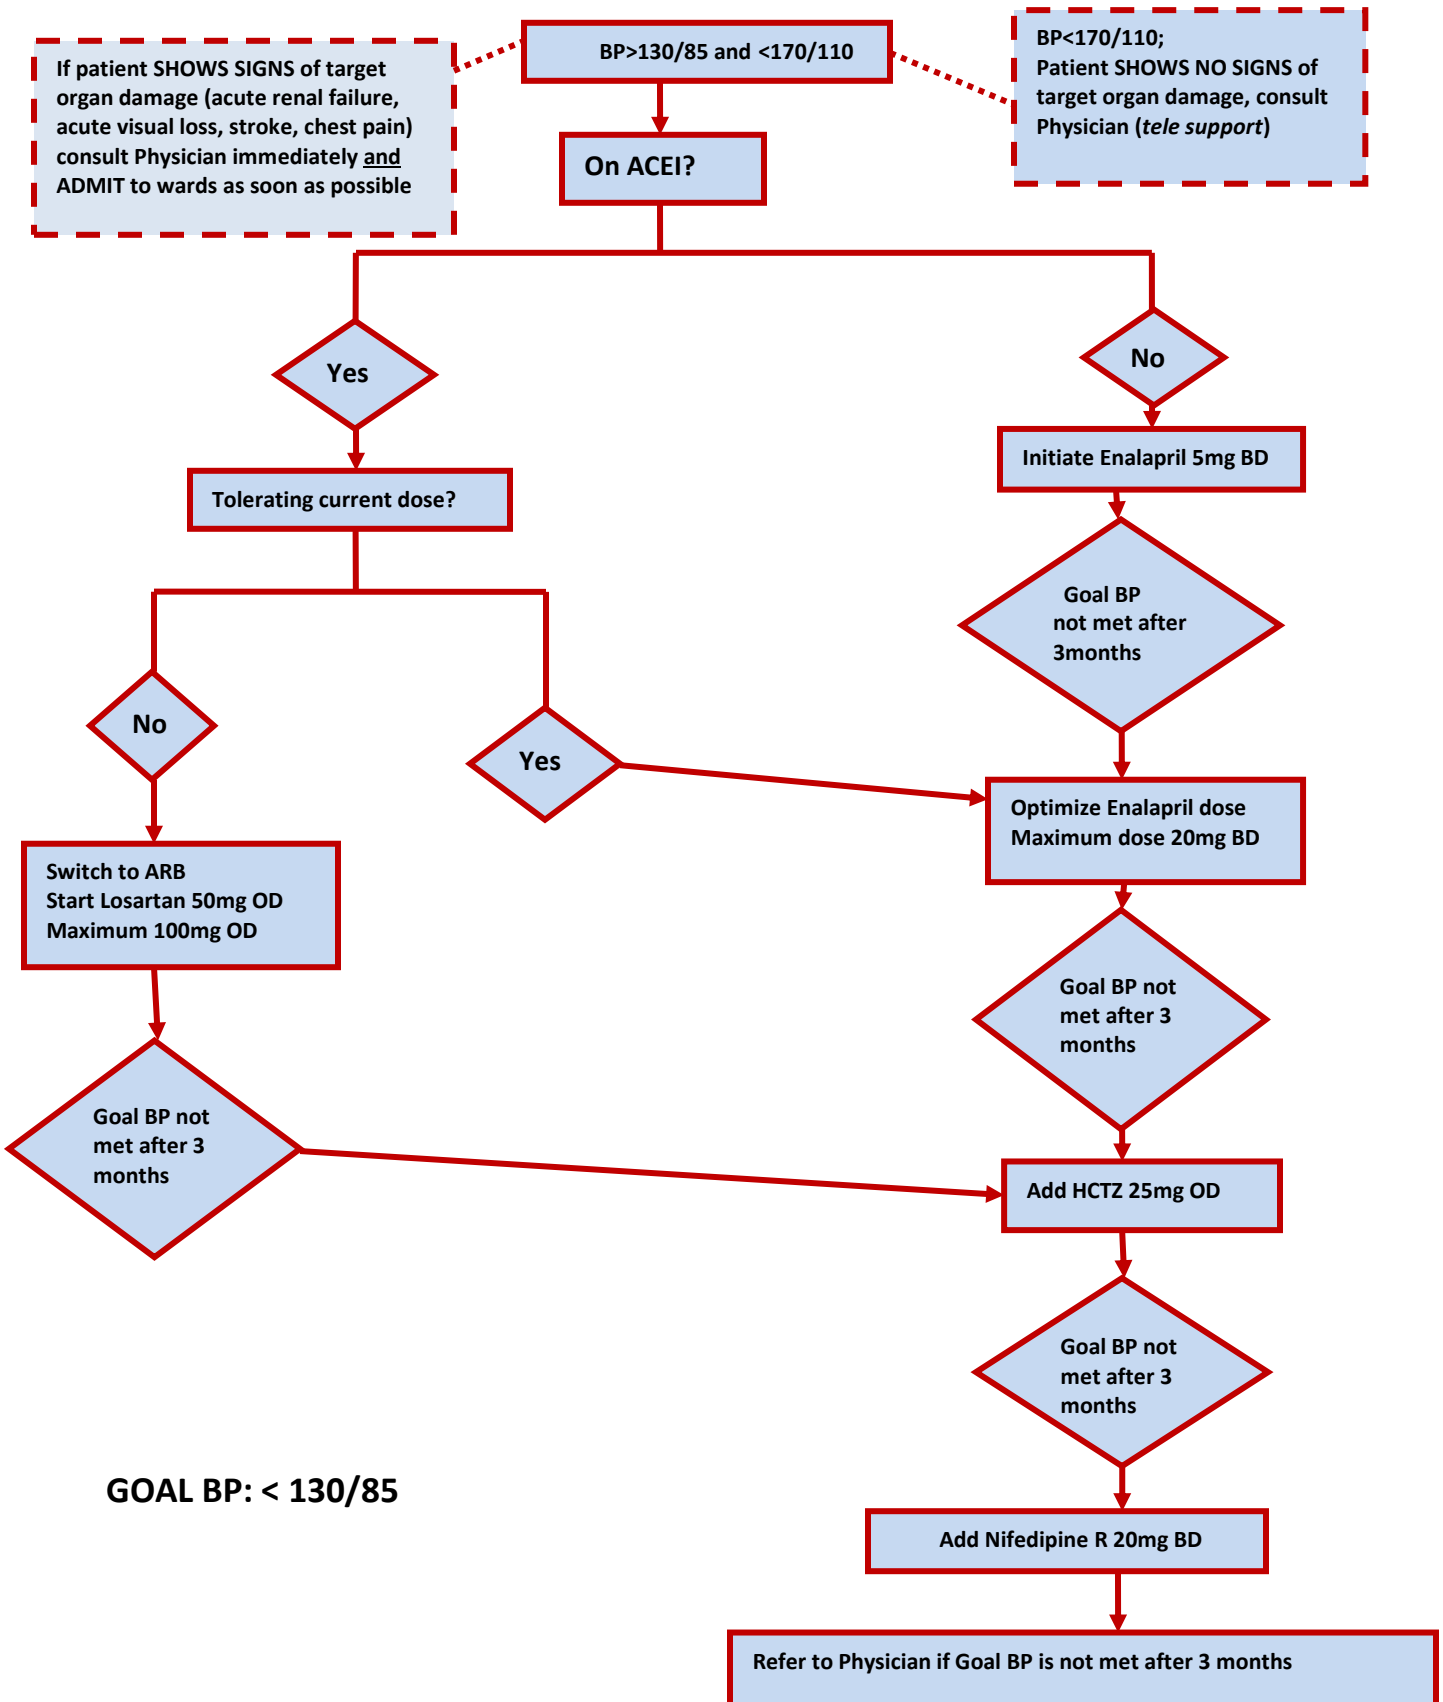 BP>130/85 and <170/110
If patient SHOWS SIGNS of target
organ damage (acute renal failure,
acute visual loss, stroke, chest pain)
consult Physician immediately and
ADMIT to wards as soon as possible
BP<170/110;
Patient SHOWS NO SIGNS of
target organ damage, consult
Physician (tele support)
On ACEI?
Yes
No
Tolerating current dose?
Initiate Enalapril 5mg BD
Goal BP
not met after
3months
No
Yes
Optimize Enalapril dose
Maximum dose 20mg BD
Switch to ARB
Start Losartan 50mg OD
Maximum 100mg OD
Goal BP not
met after 3
months
Goal BP not
met after 3
months
Add HCTZ 25mg OD
Goal BP not
met after 3
months
GOAL BP: < 130/85
Add Nifedipine R 20mg BD
Refer to Physician if Goal BP is not met after 3 months